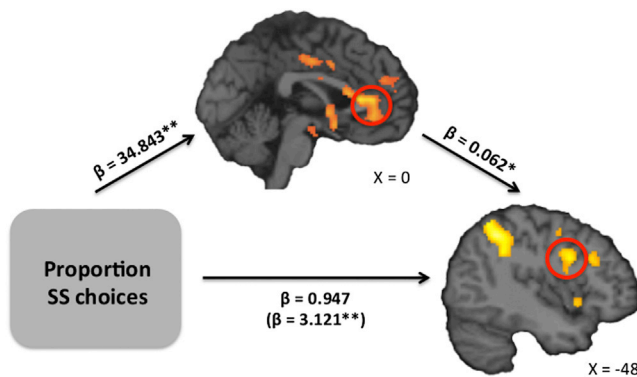 β = 34.843**
β = 0.062*
X = 0
Proportion
SS choices
β = 0.947
(β = 3.121**)
X = -48